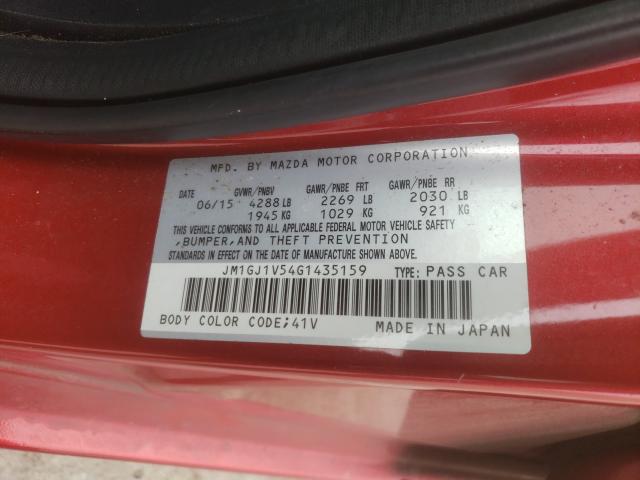 MFD. BY MAZDA MOTOR CORPORATION
DATE GVWR/PNBV GAWR/PNBE FRT GAWR/PNBE RR
06/15 4288 LB 2269 LB 2030 LB
1945 KG 1029 KG 921 KG
THIS VEHICLE CONFORMS TO ALL APPLICABLE FEDERAL MOTOR VEHICLE SAFETY
,BUMPER,AND THEFT PREVENTION
STANDARDS IN EFFECT ON THE DATE OF MANUFACTURE SHOWN ABOVE.
JM1GJ1V54G1435159 TYPE: PASS CAR
BODY COLOR CODE;41V MADE IN JAPAN